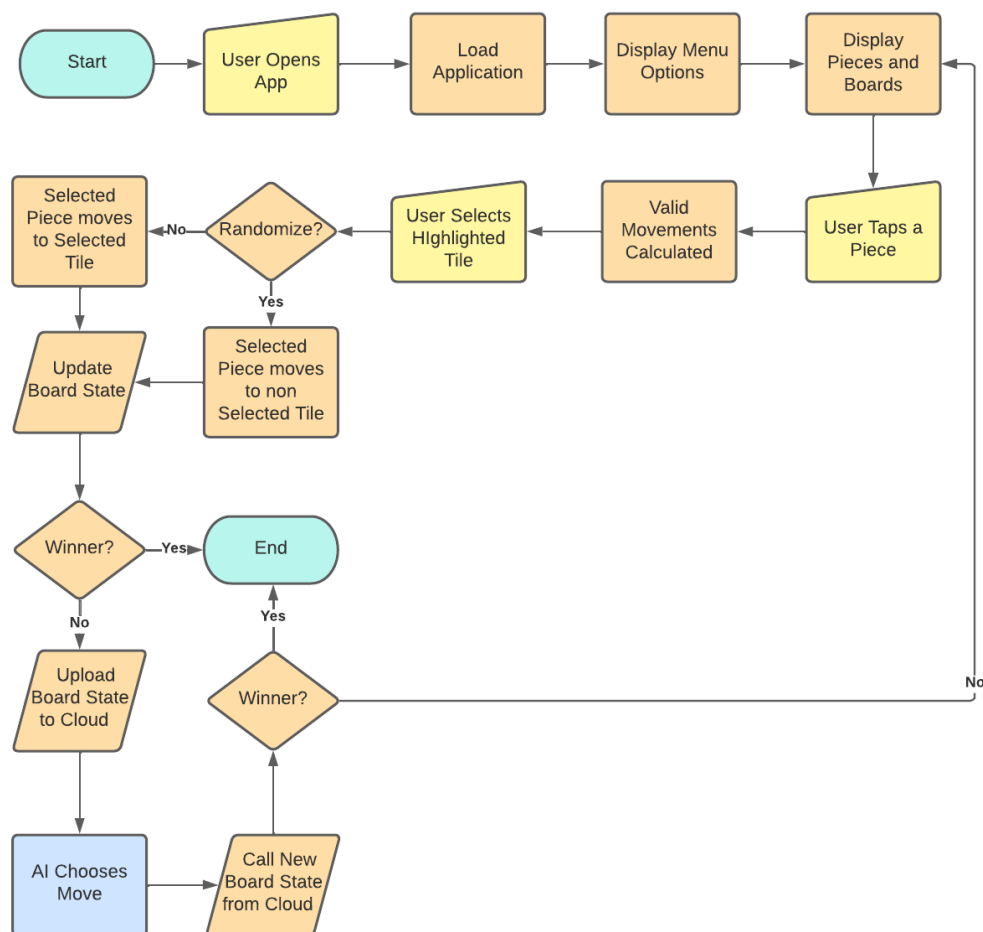 Start
User Opens
App
Load
Application
Display Menu
Options
Display
Pieces and
Boards
Selected
Piece moves
to Selected
Tile
No
Randomize?
User Selects
HIghlighted
Tile
Valid
Movements
Calculated
User Taps a
Piece
Yes
Selected
Piece moves
to non
Selected Tile
Update
Board State
Winner?
Yes
End
No
Yes
Upload
Board State
to Cloud
Winner?
No
AI Chooses
Move
Call New
Board State
from Cloud